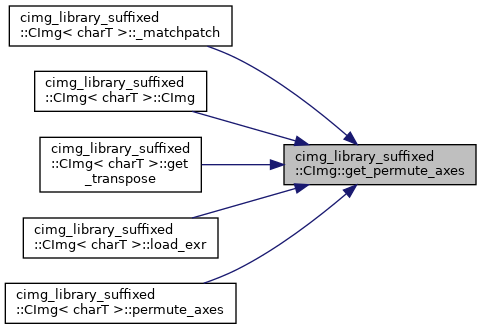 cimg_library_suffixed
::CImg< charT >::_matchpatch
cimg_library_suffixed
::CImg< charT >::CImg
cimg_library_suffixed
::CImg< charT >::get
_transpose
cimg_library_suffixed
::CImg< charT >::load_exr
cimg_library_suffixed
::CImg< charT >::permute_axes
cimg_library_suffixed
::CImg::get_permute_axes